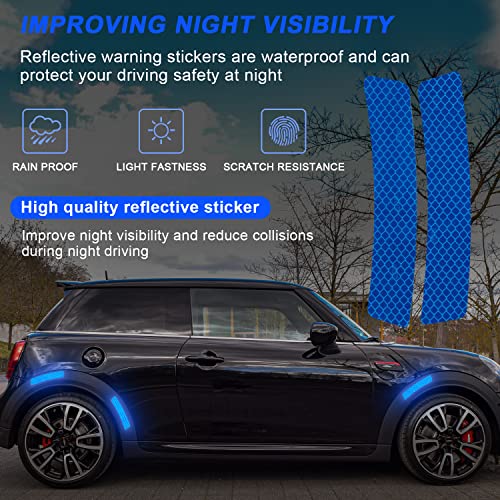 IMPROVING NIGHT VISIBILITY
Reflective warning stickers are waterproof and can
protect your driving safety at night
RAIN PROOF
LIGHT FASTNESS
SCRATCH RESISTANCE
High quality reflective sticker
Improve night visibility and reduce collisions
during night driving